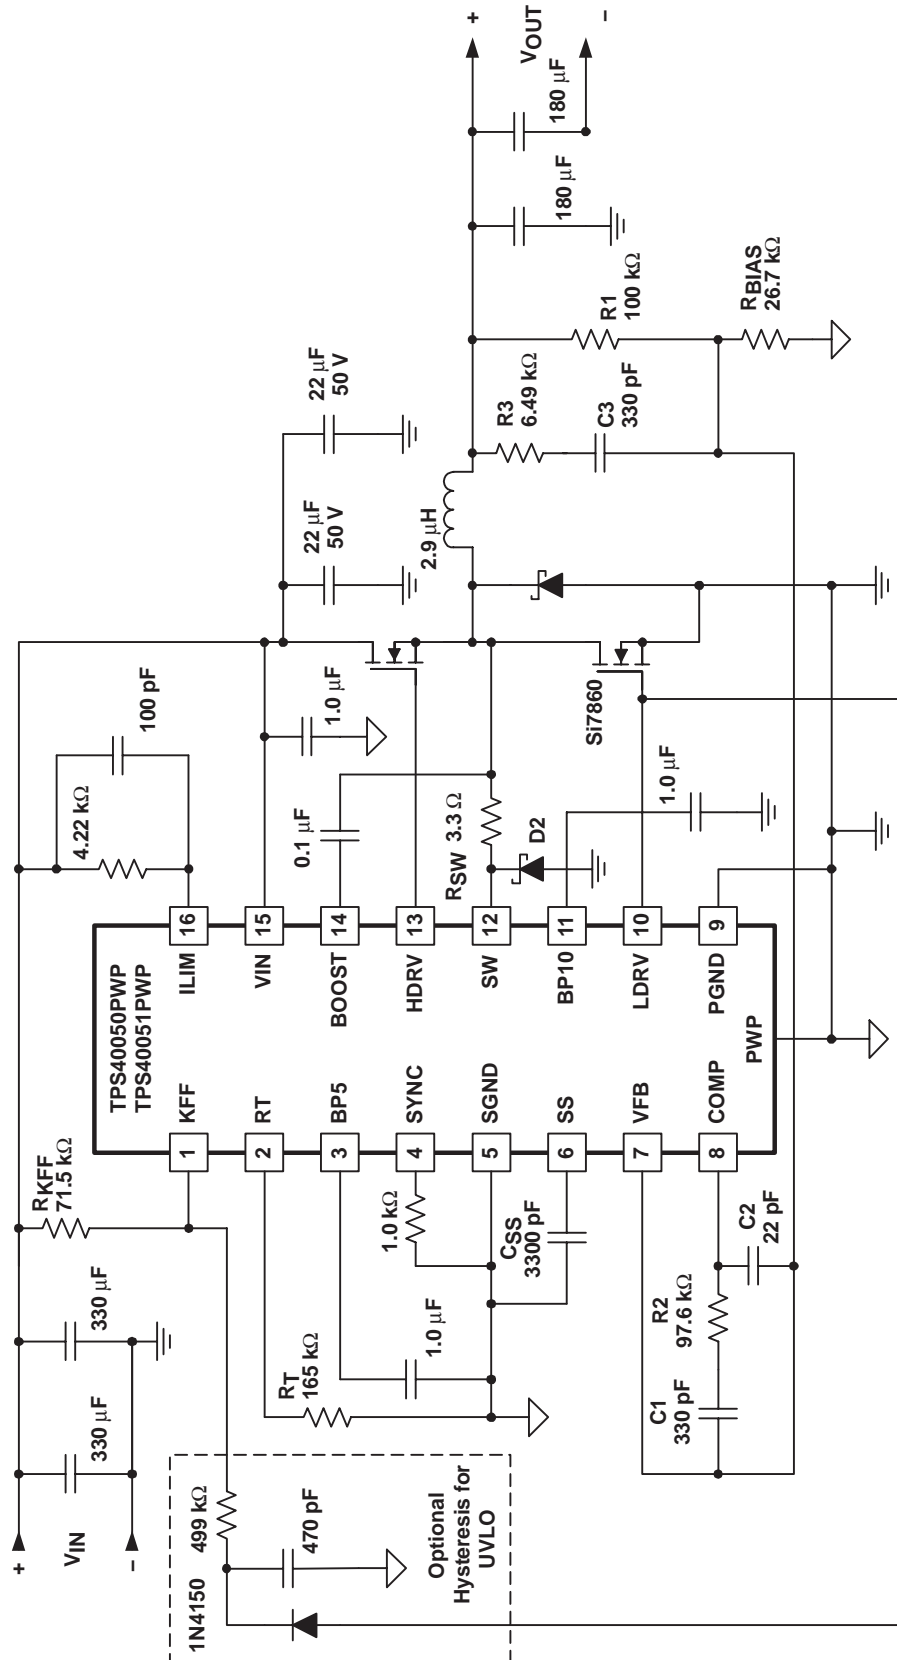 +
VIN
−
330 µF
330 µF
RKFF
71.5 kΩ
4.22 kΩ
100 pF
22 µF
50 V
22 µF
50 V
TPS40050PWP
TPS40051PWP
1
KFF
2
RT
3
BP5
4
SYNC
5
SGND
6
SS
7
VFB
8
COMP
16
ILIM
15
VIN
14
BOOST
13
HDRV
12
SW
11
BP10
10
LDRV
9
PGND
PWP
1N4150
499 kΩ
470 pF
Optional
Hysteresis for
UVLO
RT
165 kΩ
1.0 µF
1.0 kΩ
CSS
3300 pF
C1
330 pF
R2
97.6 kΩ
C2
22 pF
1.0 µF
0.1 µF
RSW 3.3 Ω
D2
1.0 µF
Si7860
2.9 µH
R3
6.49 kΩ
C3
330 pF
R1
100 kΩ
RBIAS
26.7 kΩ
180 µF
180 µF
+
VOUT
−